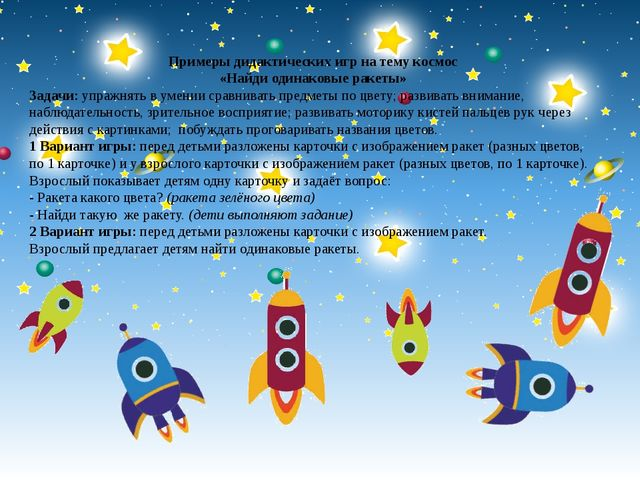 Примеры дидактических игр на тему космос
«Найди одинаковые ракеты»
Задачи: упражнять в умении сравнивать предметы по цвету; развивать внимание,
наблюдательность, зрительное восприятие; развивать моторику кистей пальцев рук через
действия с картинками; побуждать проговаривать названия цветов.
1 Вариант игры: перед детьми разложены карточки с изображением ракет (разных цветов,
по 1 карточке) и у взрослого карточки с изображением ракет (разных цветов, по 1 карточке).
Взрослый показывает детям одну карточку и задаёт вопрос:
- Ракета какого цвета? (ракета зелёного цвета)
- Найди такую же ракету. (дети выполняют задание)
2 Вариант игры: перед детьми разложены карточки с изображением ракет.
Взрослый предлагает детям найти одинаковые ракеты.